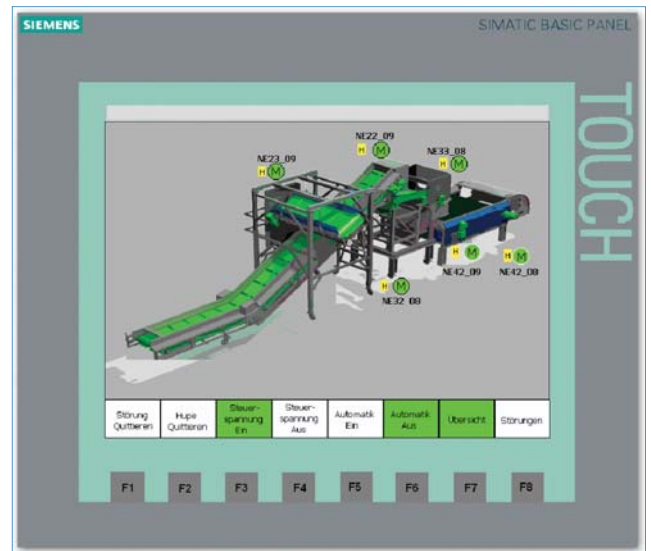 SIEMENS
SIMATIC BASIC PANEL
TOUCH
NE22_09
H M
NE33_08
H M
NE23_09
H M
H M
NE42_09
H M
NE42_08
H M
NE32_08
Störung
Quittieren
Hupe
Quittieren
Steuer-
spannung
Ein
Steuer-
spannung
Aus
Automatik
Ein
Automatik
Aus
Übersicht
Störungen
F1
F2
F3
F4
F5
F6
F7
F8